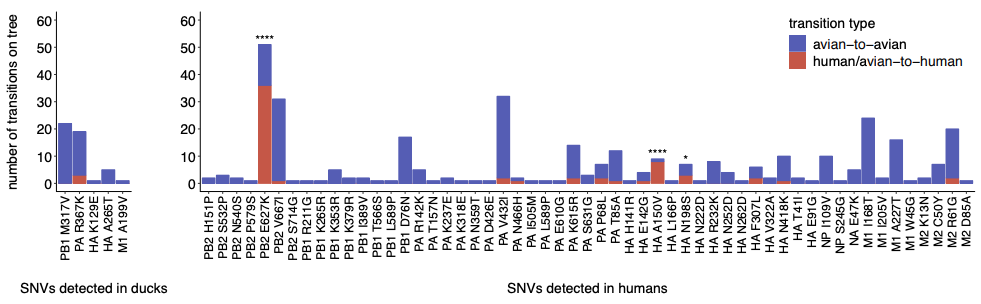 number of transitions on tree
60
50
40
30
20
10
0
PB1 M317V
PA R367K
HA K129E
HA A265T
M1 A199V
SNVs detected in ducks
60
50
40
30
20
10
0
****
****
*
PB2 H151P
PB2 S532P
PB2 N540S
PB2 P579S
PB2 E627K
PB2 V667I
PB2 S714G
PB1 K265R
PB1 R211G
PB1 K353R
PB1 K379R
PB1 I389V
PB1 T566S
PB1 L589P
PB1 D76N
PA R142K
PA T157N
PA K237E
PA K318E
PA N359T
PA D426E
PA V432I
PA N466H
PA I505M
PA L589P
PA E610G
PA K615R
PA S631G
PA P68L
PA T85A
HA H141R
HA E142G
HA A150V
HA L166P
HA N198S
HA N222D
HA R232K
HA N252D
HA N262D
HA F307L
HA V322A
HA N418K
HA T41I
HA E91G
NP I109V
NP S245G
NA E47K
M1 I168T
M1 I205V
M1 A227T
M1 W45G
M2 K13N
M2 C50Y
M2 R61G
M2 D85A
SNVs detected in humans
transition type
avian−to−avian
human/avian−to−human